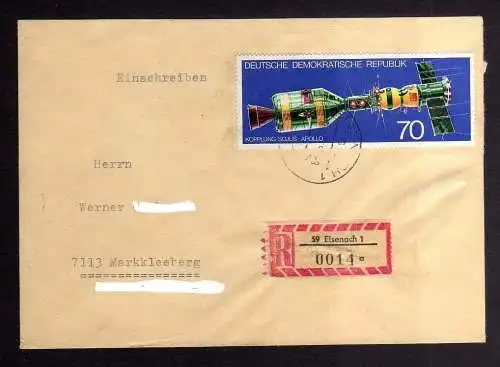 Einschreiben
DEUTSCHE DEMOKRATISCHE REPUBLIK
KOPPLUNG SOJUS-APOLLO
70
Herrn
Werner
7113 Markkleeberg
R
59 Eisenach 1
0014